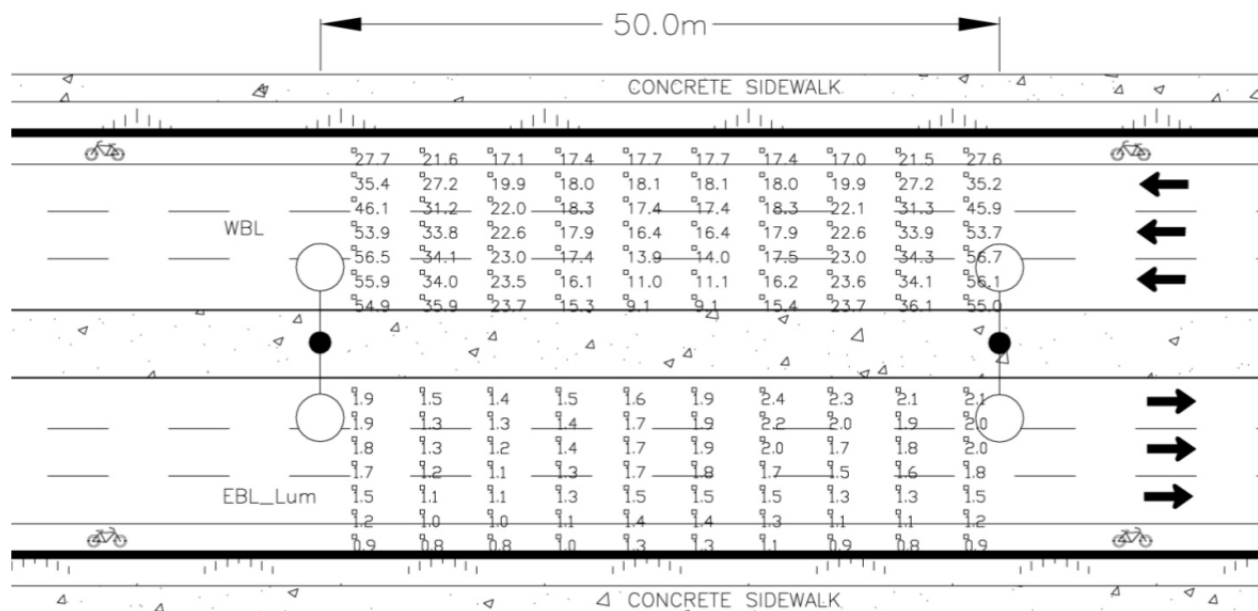 50.0m
CONCRETE SIDEWALK
27.7 21.6 17.1 17.4 17.7 17.7 17.4 17.0 21.5 27.6
35.4 27.2 19.9 18.0 18.1 18.1 18.0 19.9 27.2 35.2
46.1 31.2 22.0 18.3 17.4 17.4 18.3 22.1 31.3 45.9
WBL 53.9 33.8 22.6 17.9 16.4 16.4 17.9 22.6 33.9 53.7
56.5 34.1 23.0 17.4 13.9 14.0 17.5 23.0 34.3 56.7
55.9 34.0 23.5 16.1 11.0 11.1 16.2 23.6 34.1 56.1
54.9 35.9 23.7 15.3 9.1 9.1 15.4 23.7 36.1 55.0
1.9 1.5 1.4 1.5 1.6 1.9 2.4 2.3 2.1 2.1
1.9 1.3 1.3 1.4 1.7 1.9 2.2 2.0 1.9 2.0
1.8 1.3 1.2 1.4 1.7 1.9 2.0 1.7 1.8 2.0
1.7 1.2 1.1 1.3 1.7 1.8 1.7 1.5 1.6 1.8
EBL_Lum 1.5 1.1 1.1 1.3 1.5 1.5 1.5 1.3 1.3 1.5
1.2 1.0 1.0 1.1 1.4 1.4 1.3 1.1 1.1 1.2
0.9 0.8 0.8 1.0 1.3 1.3 1.1 0.9 0.8 0.9
CONCRETE SIDEWALK